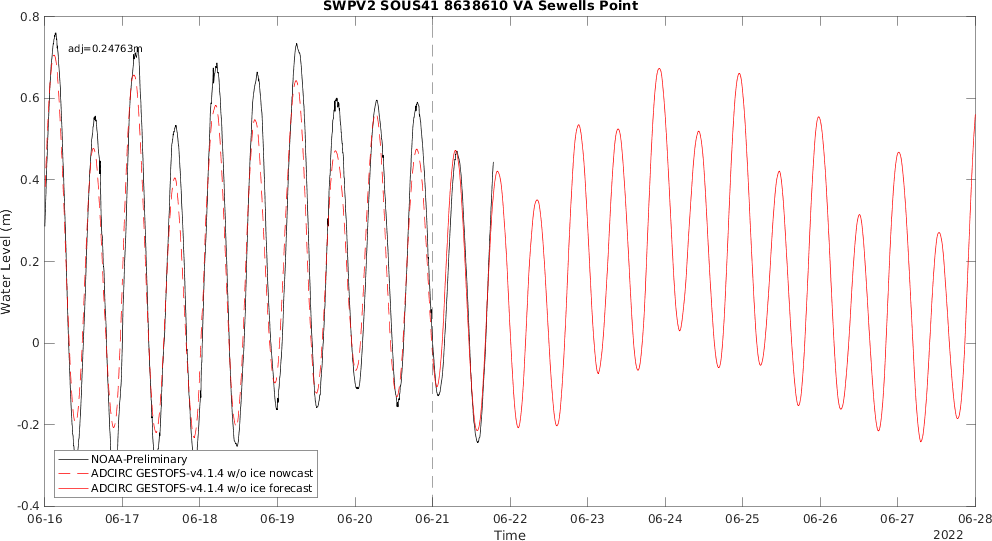 SWPV2 SOUS41 8638610 VA Sewells Point
adj=0.24763m
0.8
0.6
0.4
0.2
0
-0.2
-0.4
Water Level (m)
NOAA-Preliminary
ADCIRC GESTOFS-v4.1.4 w/o ice nowcast
ADCIRC GESTOFS-v4.1.4 w/o ice forecast
06-16 06-17 06-18 06-19 06-20 06-21 06-22 06-23 06-24 06-25 06-26 06-27 06-28
Time
2022